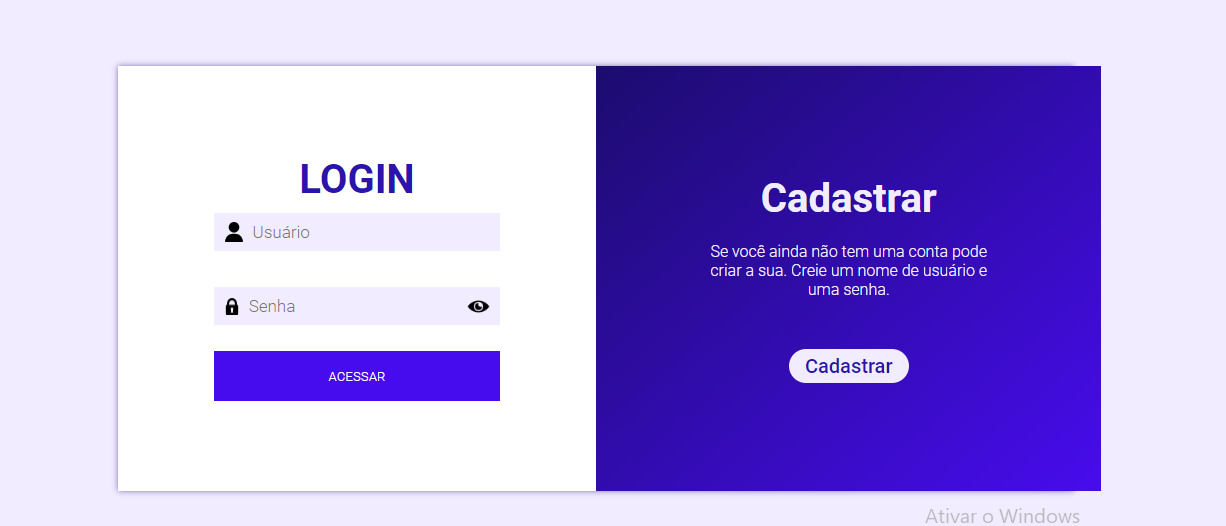 LOGIN
Usuário
Senha
ACESSAR
Cadastrar
Se você ainda não tem uma conta pode
criar a sua. Creie um nome de usuário e
uma senha.
Cadastrar
Ativar o Windows